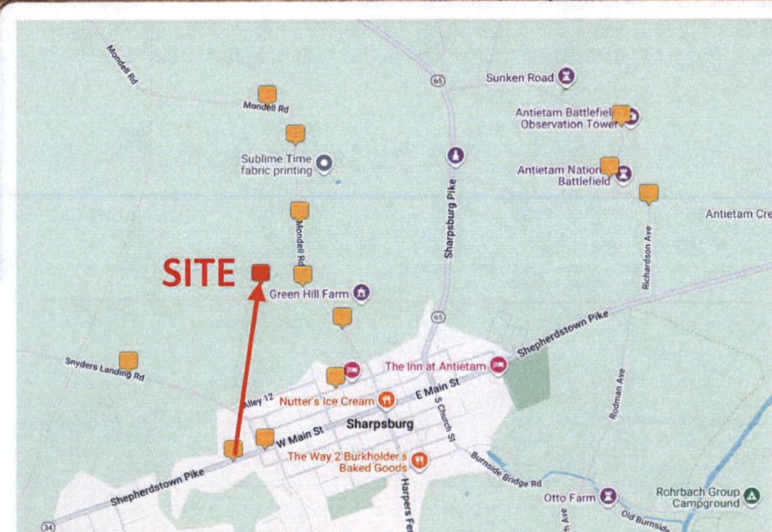 Mondell Rd
65
Sunken Road
Mondell Rd
Antietam Battlefiel
Observation Tower
Sublime Time
fabric printing
Antietam Nation
Battlefield
Sharpsburg Pike
Antietam Cre
Mondell Rd
Richardson Ave
SITE
Green Hill Farm
65
Shepherdstown Pike
Snyders Landing Rd
The Inn at Antietam
Rodman Ave
Alley 12
Nutter's Ice Cream
E Main St
S Church St
W Main St
Sharpsburg
The Way 2 Burkholder's
Baked Goods
Burnside Bridge Rd
Shepherdstown Pike
Harpers Fe
Otto Farm
Rohrbach Group
Campground
34
h Ave
Old Burnside